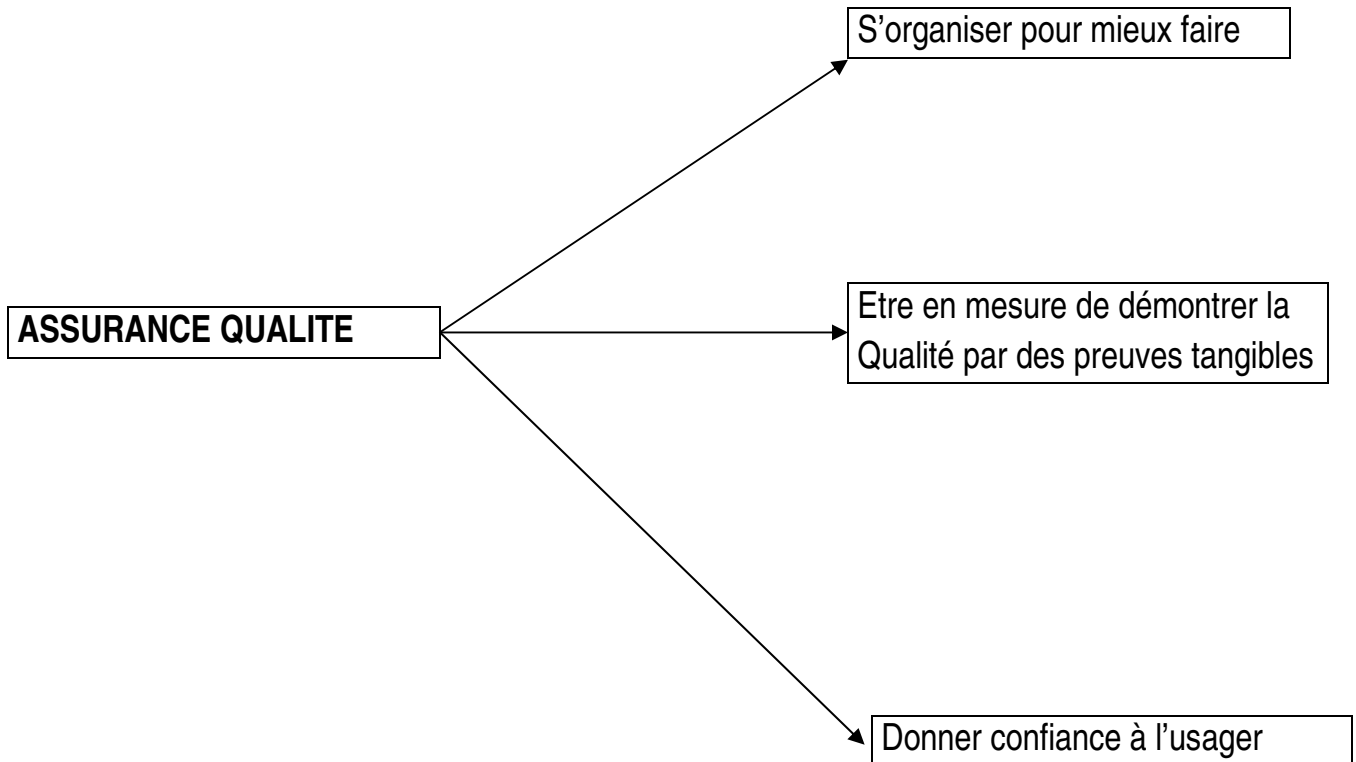 S’organiser pour mieux faire
ASSURANCE QUALITE
Etre en mesure de démontrer la
Qualité par des preuves tangibles
Donner confiance à l’usager